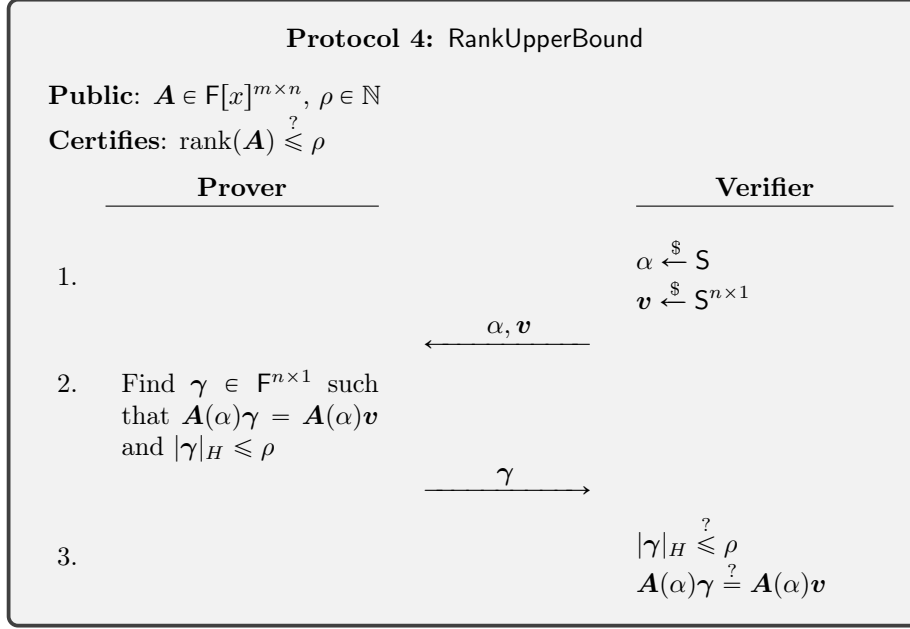 Protocol 4: RankUpperBound
Public: A ∈ F[x]^{m×n}, ρ ∈ ℕ
Certifies: rank(A) ≤^? ρ
Prover Verifier
1. α ←^$ S
v ←^$ S^{n×1}
α, v
2. Find γ ∈ F^{n×1} such
that A(α)γ = A(α)v
and |γ|_H ⩽ ρ
γ
3. |γ|_H ⩽^? ρ
A(α)γ =^? A(α)v